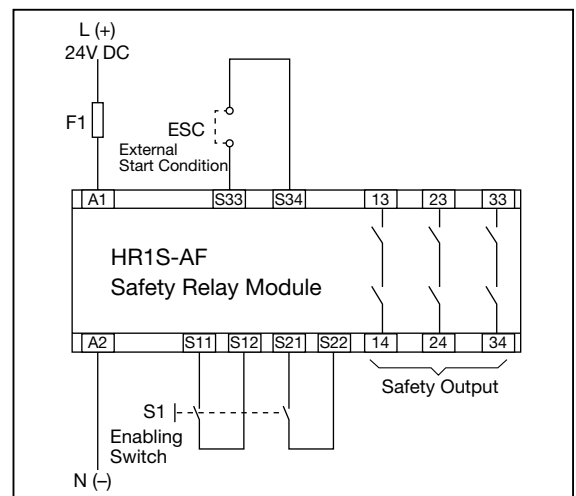 L (+)
24V DC
F1
ESC
External
Start Condition
A1 S33 S34 13 23 33
HR1S-AF
Safety Relay Module
A2 S11 S12 S21 S22 14 24 34
Safety Output
S1
Enabling
Switch
N (–)